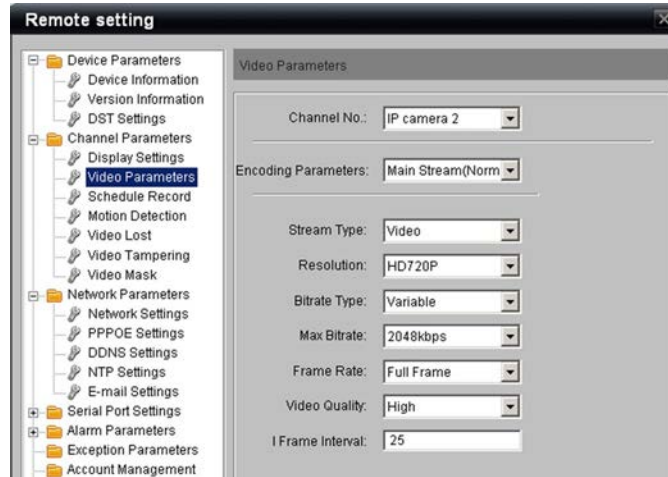 Remote setting
Device Parameters
Device Information
Version Information
DST Settings
Channel Parameters
Display Settings
Video Parameters
Schedule Record
Motion Detection
Video Lost
Video Tampering
Video Mask
Network Parameters
Network Settings
PPPOE Settings
DDNS Settings
NTP Settings
E-mail Settings
Serial Port Settings
Alarm Parameters
Exception Parameters
Account Management
Video Parameters
Channel No.: IP camera 2
Encoding Parameters: Main Stream(Norm
Stream Type: Video
Resolution: HD720P
Bitrate Type: Variable
Max Bitrate: 2048kbps
Frame Rate: Full Frame
Video Quality: High
I Frame Interval: 25